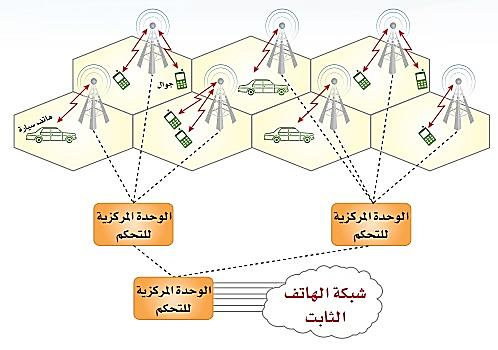 جوال
هاتف سيارة
الوحدة المركزية
للتحكم
الوحدة المركزية
للتحكم
الوحدة المركزية
للتحكم
شبكة الهاتف
الثابت